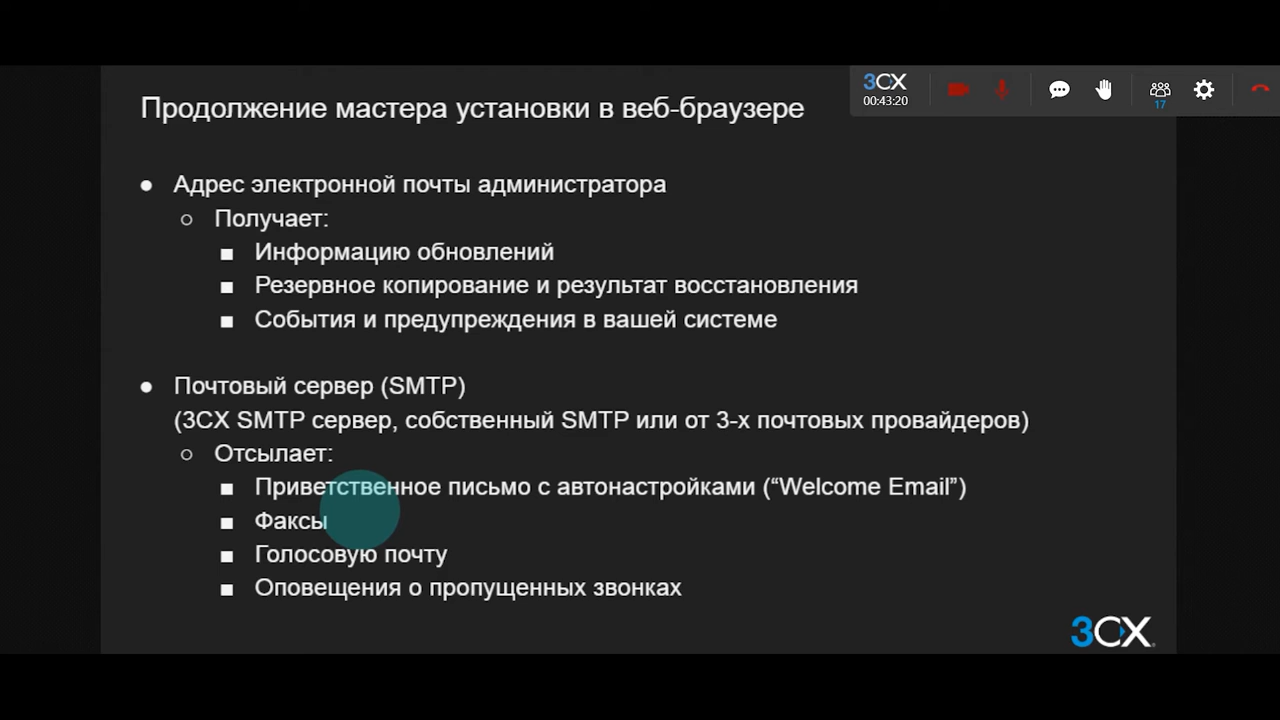 3CX
00:43:20
17
Продолжение мастера установки в веб-браузере
● Адрес электронной почты администратора
○ Получает:
■ Информацию обновлений
■ Резервное копирование и результат восстановления
■ События и предупреждения в вашей системе
● Почтовый сервер (SMTP)
(3CX SMTP сервер, собственный SMTP или от 3-х почтовых провайдеров)
○ Отсылает:
■ Приветственное письмо с автонастройками (“Welcome Email”)
■ Факсы
■ Голосовую почту
■ Оповещения о пропущенных звонках
3CX